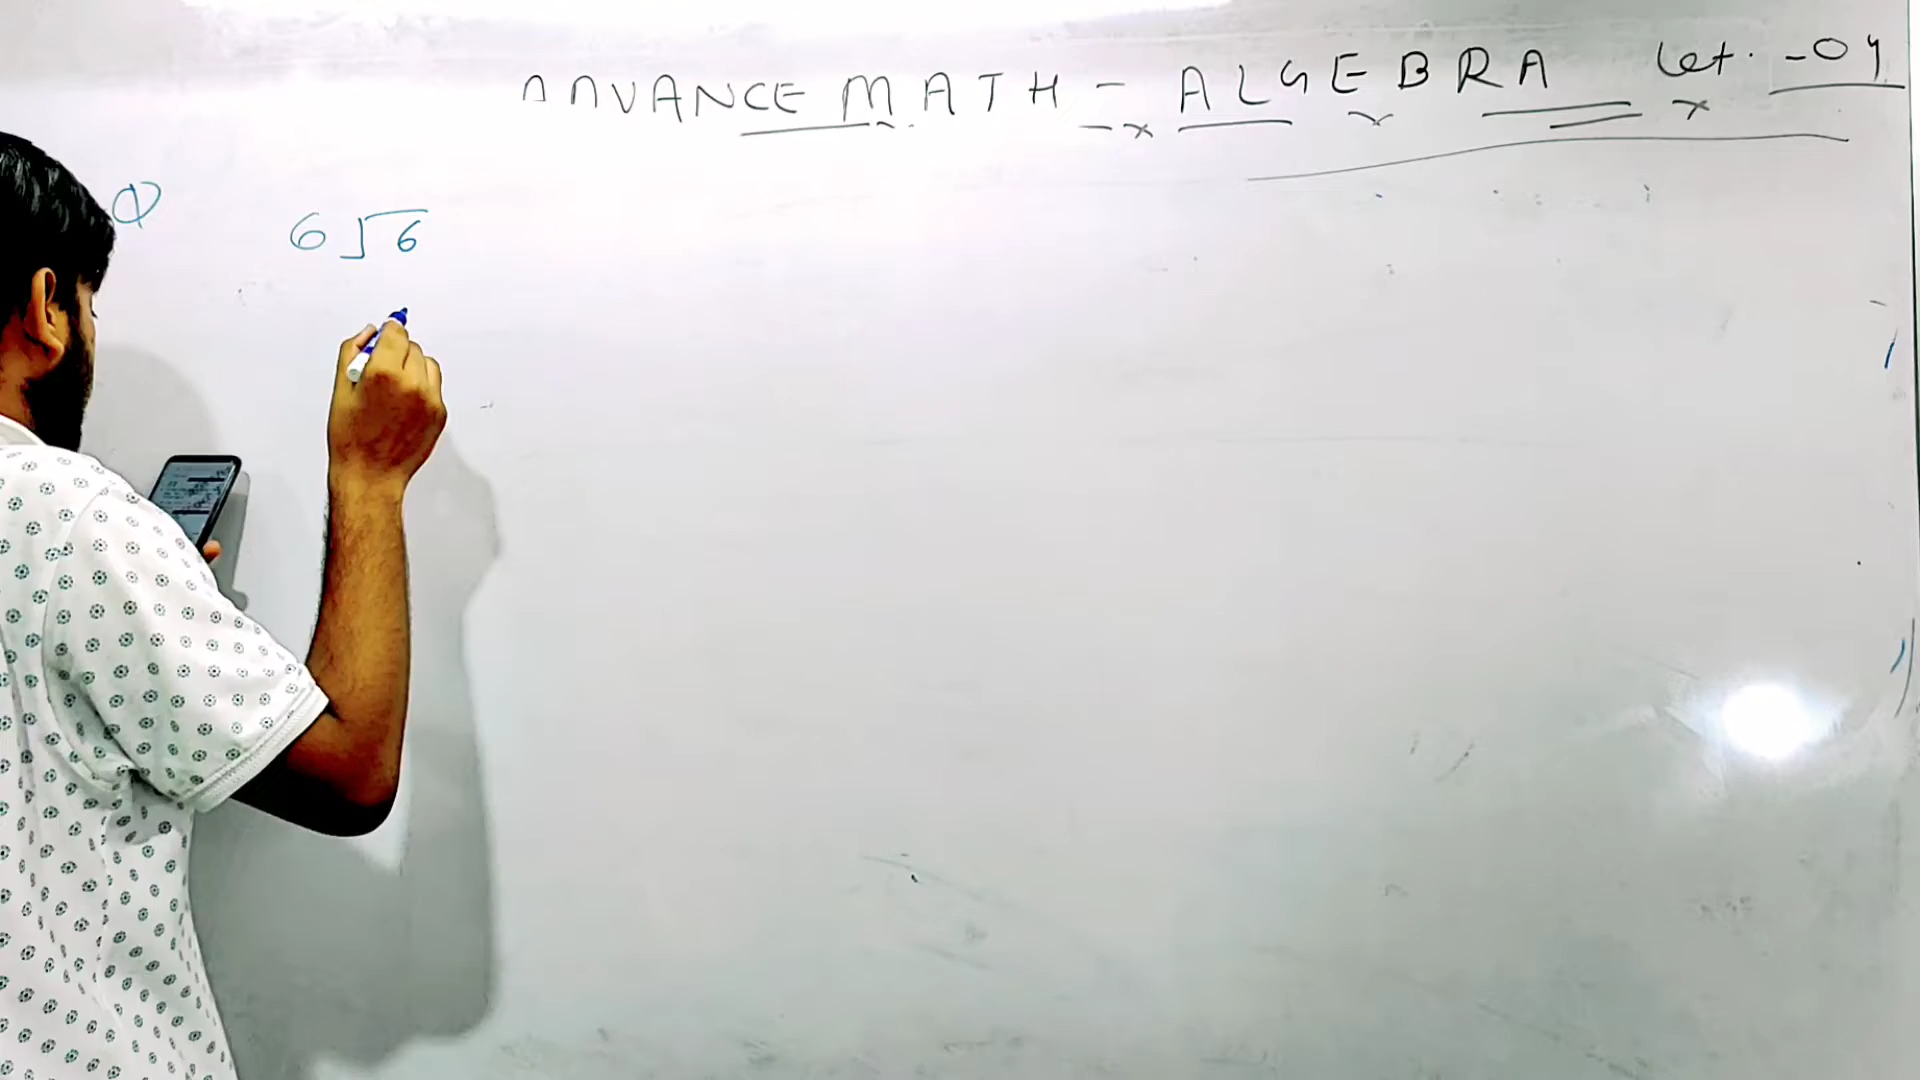 ADVANCE MATH - ALGEBRA Let. -04
Q 6√6